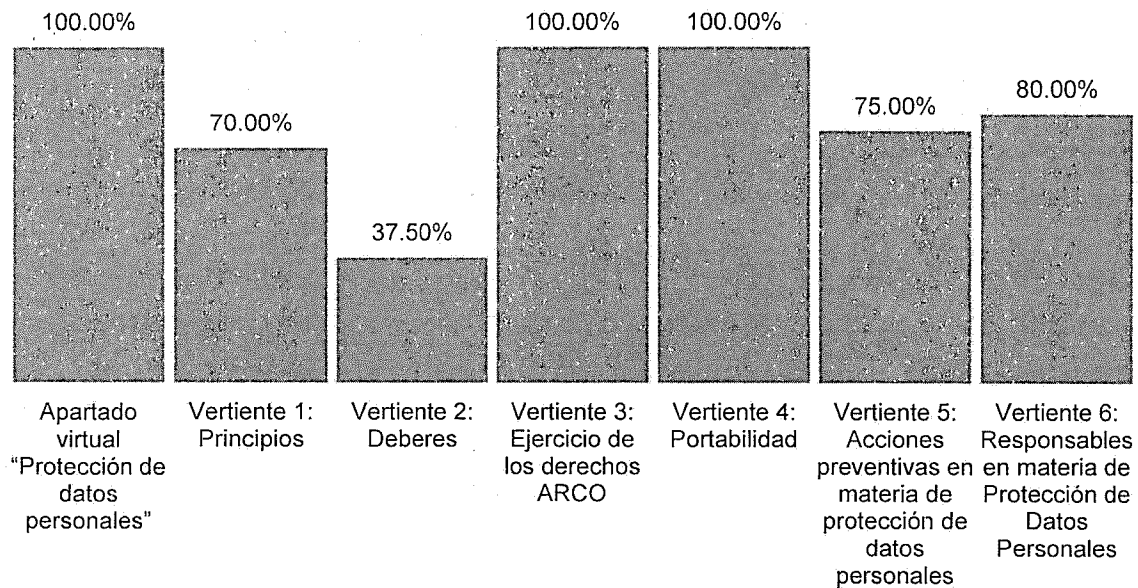 100.00%
70.00%
37.50%
100.00%
100.00%
75.00%
80.00%
Apartado
virtual
“Protección de
datos
personales”
Vertiente 1:
Principios
Vertiente 2:
Deberes
Vertiente 3:
Ejercicio de
los derechos
ARCO
Vertiente 4:
Portabilidad
Vertiente 5:
Acciones
preventivas en
materia de
protección de
datos
personales
Vertiente 6:
Responsables
en materia de
Protección de
Datos
Personales